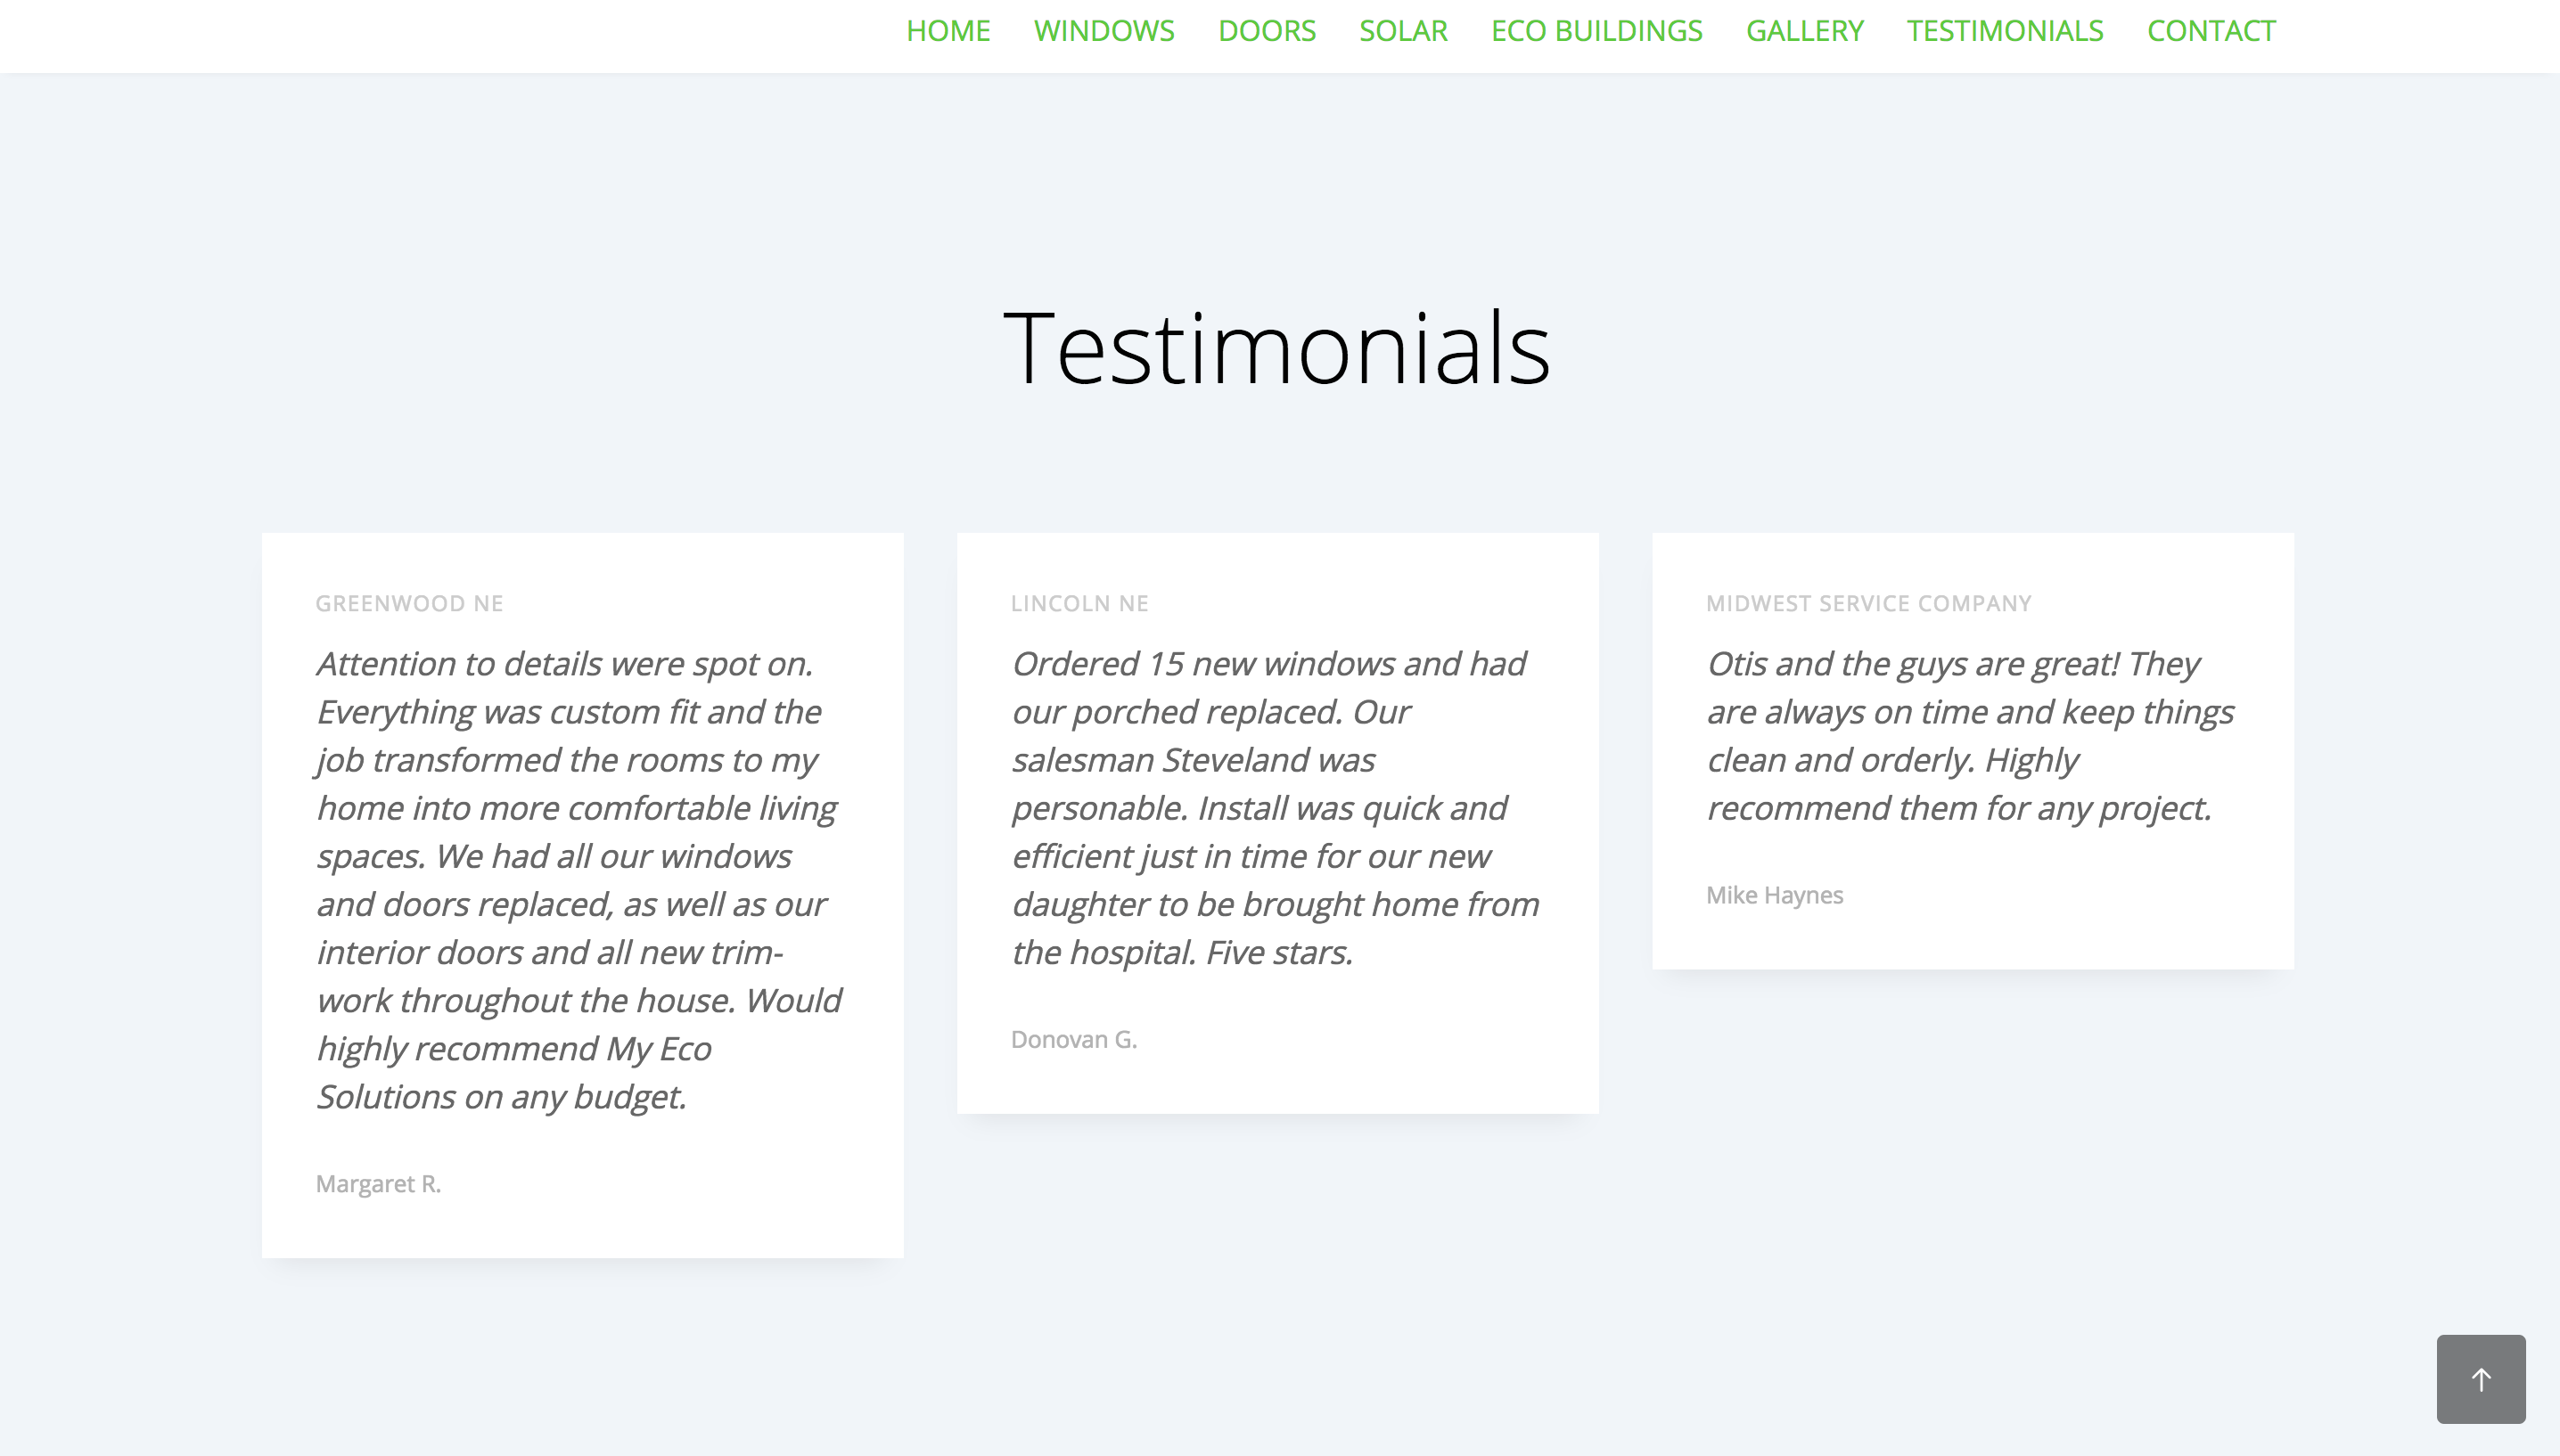 HOME WINDOWS DOORS SOLAR ECO BUILDINGS GALLERY TESTIMONIALS CONTACT
Testimonials
GREENWOOD NE
Attention to details were spot on.
Everything was custom fit and the
job transformed the rooms to my
home into more comfortable living
spaces. We had all our windows
and doors replaced, as well as our
interior doors and all new trim-
work throughout the house. Would
highly recommend My Eco
Solutions on any budget.
Margaret R.
LINCOLN NE
Ordered 15 new windows and had
our porched replaced. Our
salesman Steveland was
personable. Install was quick and
efficient just in time for our new
daughter to be brought home from
the hospital. Five stars.
Donovan G.
MIDWEST SERVICE COMPANY
Otis and the guys are great! They
are always on time and keep things
clean and orderly. Highly
recommend them for any project.
Mike Haynes